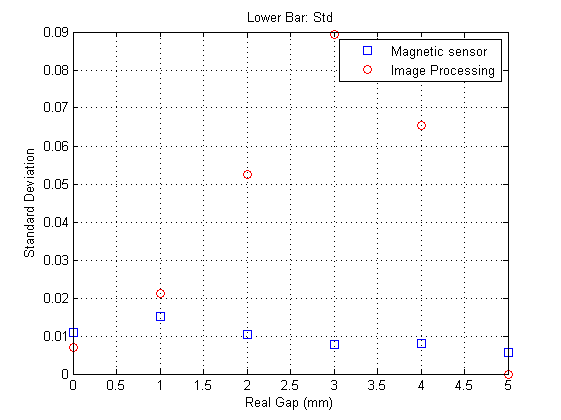 Lower Bar: Std
Magnetic sensor
Image Processing
Standard Deviation
0.09
0.08
0.07
0.06
0.05
0.04
0.03
0.02
0.01
0
0 0.5 1 1.5 2 2.5 3 3.5 4 4.5 5
Real Gap (mm)